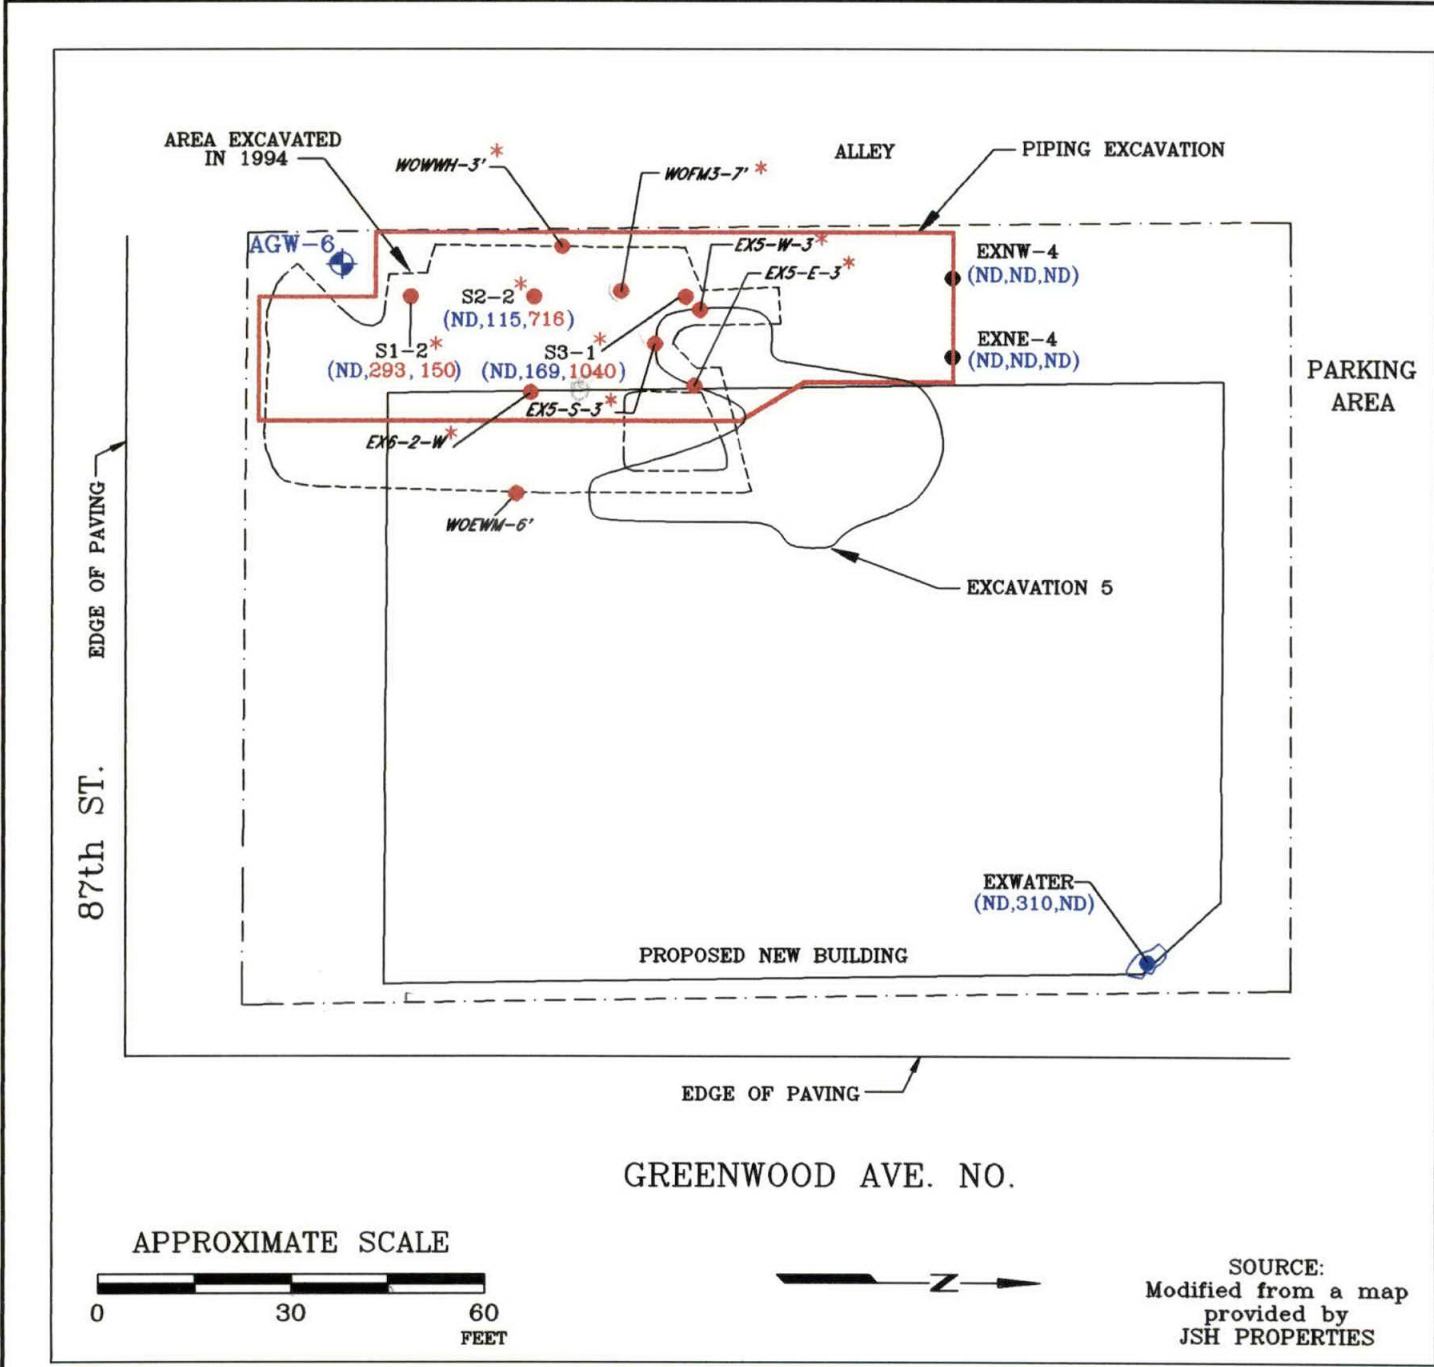 AREA EXCAVATED
IN 1994
WOWWH-3' *
WOFM3-7' *
ALLEY
PIPING EXCAVATION
AGW-6
EX5-W-3 *
EX5-E-3 *
EXNW-4
(ND,ND,ND)
S2-2 *
(ND,115,716)
S1-2 *
(ND,293, 150)
S3-1 *
(ND,169,1040)
EXNE-4
(ND,ND,ND)
PARKING
AREA
EX5-S-3 *
EX6-2-W *
WOEWM-6'
EDGE OF PAVING
EXCAVATION 5
87th ST.
EXWATER
(ND,310,ND)
PROPOSED NEW BUILDING
EDGE OF PAVING
GREENWOOD AVE. NO.
APPROXIMATE SCALE
0 30 60
FEET
N
SOURCE:
Modified from a map
provided by
JSH PROPERTIES